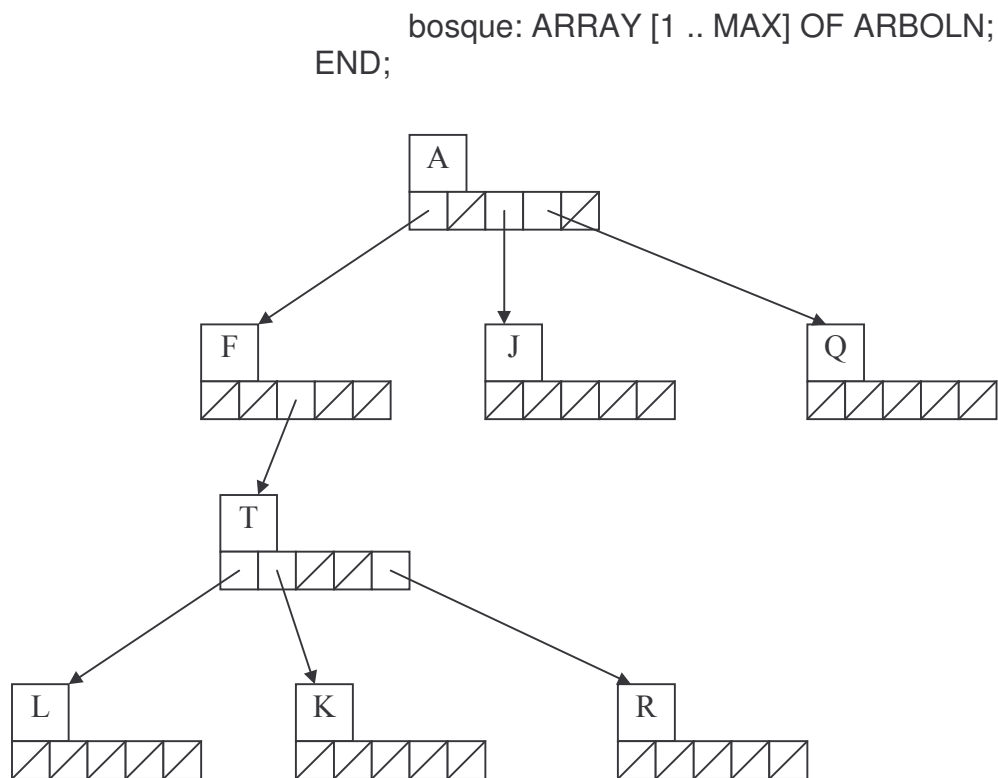 bosque: ARRAY [1 .. MAX] OF ARBOLN;
END;
A
F J Q
T
L K R